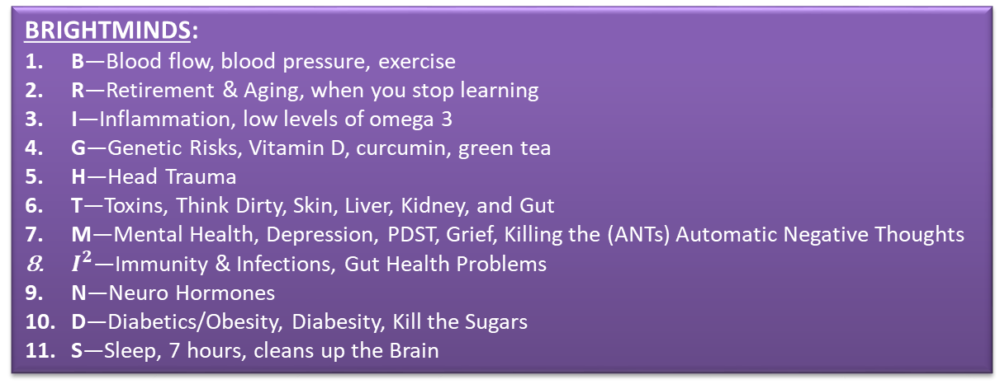 BRIGHTMINDS:
1. B—Blood flow, blood pressure, exercise
2. R—Retirement & Aging, when you stop learning
3. I—Inflammation, low levels of omega 3
4. G—Genetic Risks, Vitamin D, curcumin, green tea
5. H—Head Trauma
6. T—Toxins, Think Dirty, Skin, Liver, Kidney, and Gut
7. M—Mental Health, Depression, PDST, Grief, Killing the (ANTs) Automatic Negative Thoughts
8. I²—Immunity & Infections, Gut Health Problems
9. N—Neuro Hormones
10. D—Diabetics/Obesity, Diabesity, Kill the Sugars
11. S—Sleep, 7 hours, cleans up the Brain